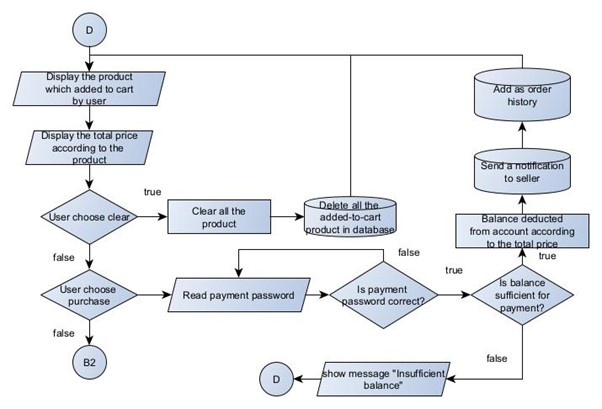 D
Display the product
which added to cart
by user
Add as order
history
Display the total price
according to the
product
Send a notification
to seller
User choose clear
true
Clear all the
product
Delete all the
added-to-cart
product in database
Balance deducted
from account according
to the total price
false
false
true
true
User choose
purchase
Read payment password
Is payment
password correct?
Is balance
sufficient for
payment?
false
B2
false
D
show message "Insufficient
balance"